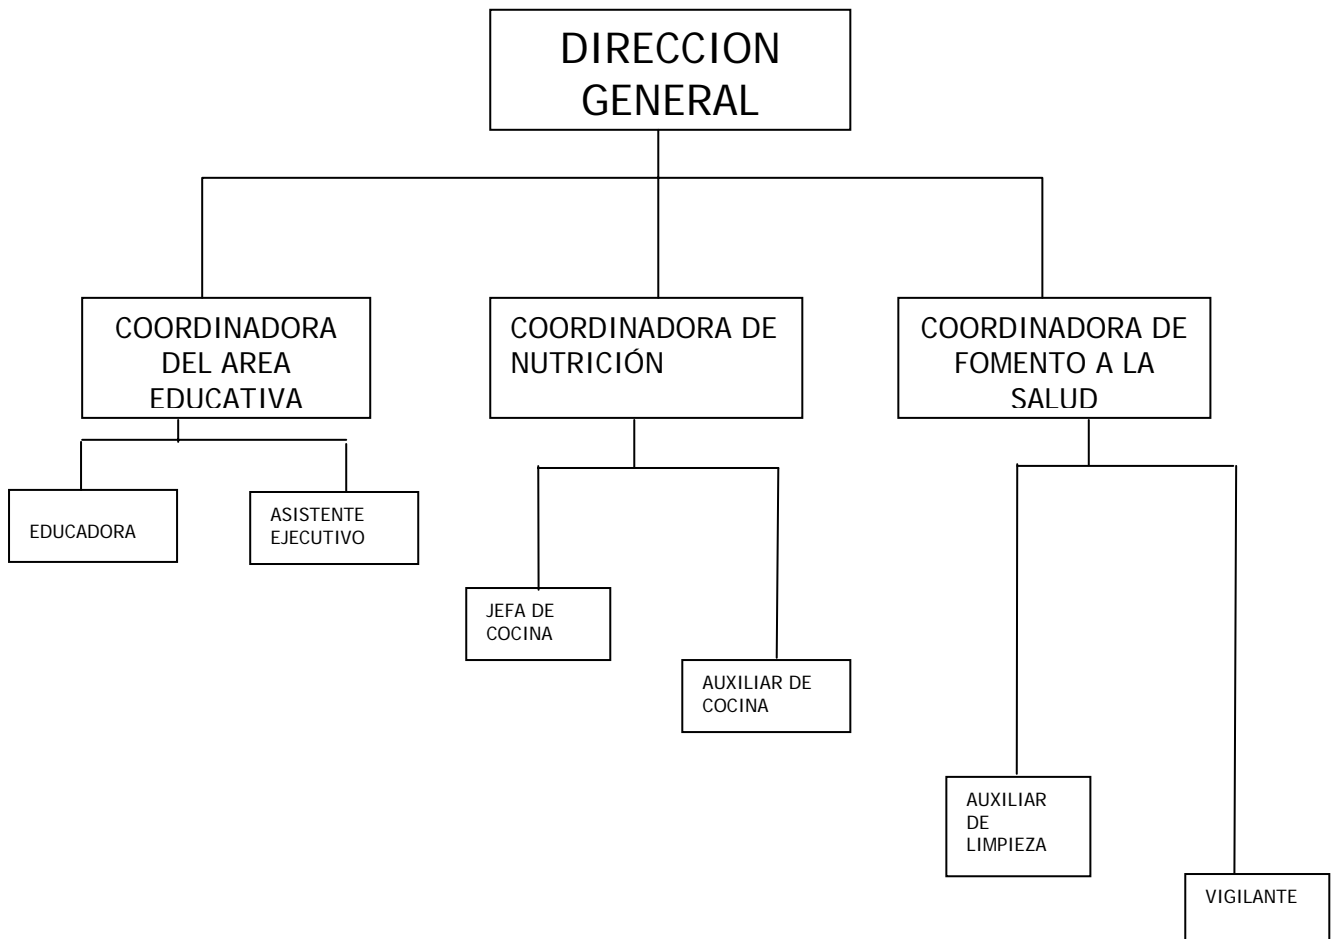 DIRECCION
GENERAL
COORDINADORA
DEL AREA
EDUCATIVA
COORDINADORA DE
NUTRICIÓN
COORDINADORA DE
FOMENTO A LA
SALUD
EDUCADORA
ASISTENTE
EJECUTIVO
JEFA DE
COCINA
AUXILIAR DE
COCINA
AUXILIAR
DE
LIMPIEZA
VIGILANTE